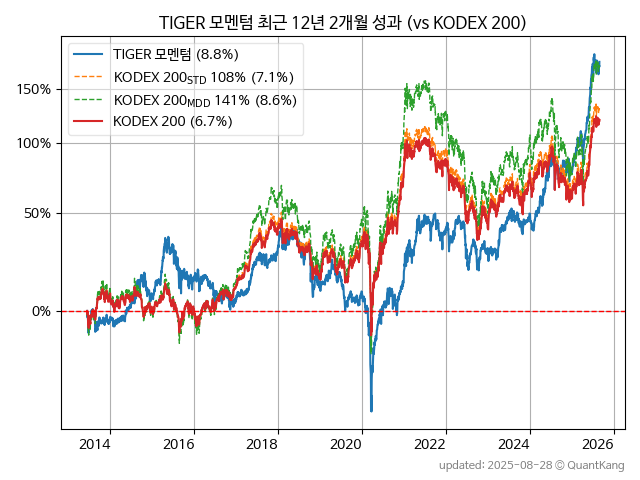 TIGER 모멘텀 최근 12년 2개월 성과 (vs KODEX 200)
TIGER 모멘텀 (8.8%)
KODEX 200STD 108% (7.1%)
KODEX 200MDD 141% (8.6%)
KODEX 200 (6.7%)
150%
100%
50%
0%
2014 2016 2018 2020 2022 2024 2026
updated: 2025-08-28 © QuantKang